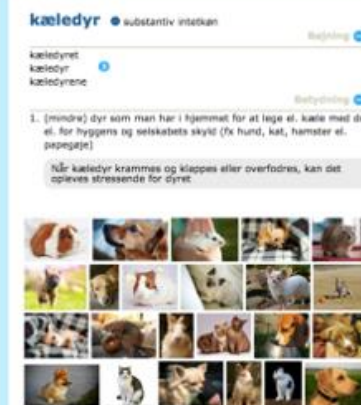 kæledyr substantiv intetkøn
Bøjning
kæledyret
kæledyr
kæledyrene
Betydning
1. (mindre) dyr som man har i hjemmet for at lege el. kæle med de
el. for hyggens og selskabets skyld (fx hund, kat, hamster el.
papegøje)
Når kæledyr krammes og klappes eller overfodres, kan det
opleves stressende for dyret